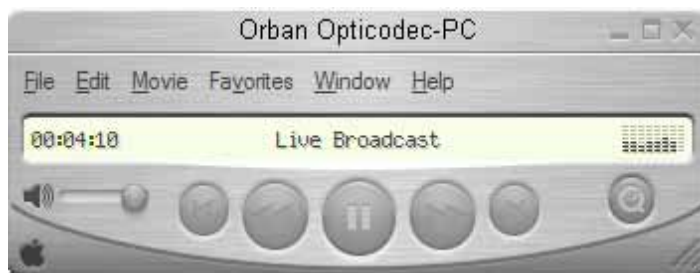 Orban Opticodec-PC
File Edit Movie Favorites Window Help
00:04:10 Live Broadcast